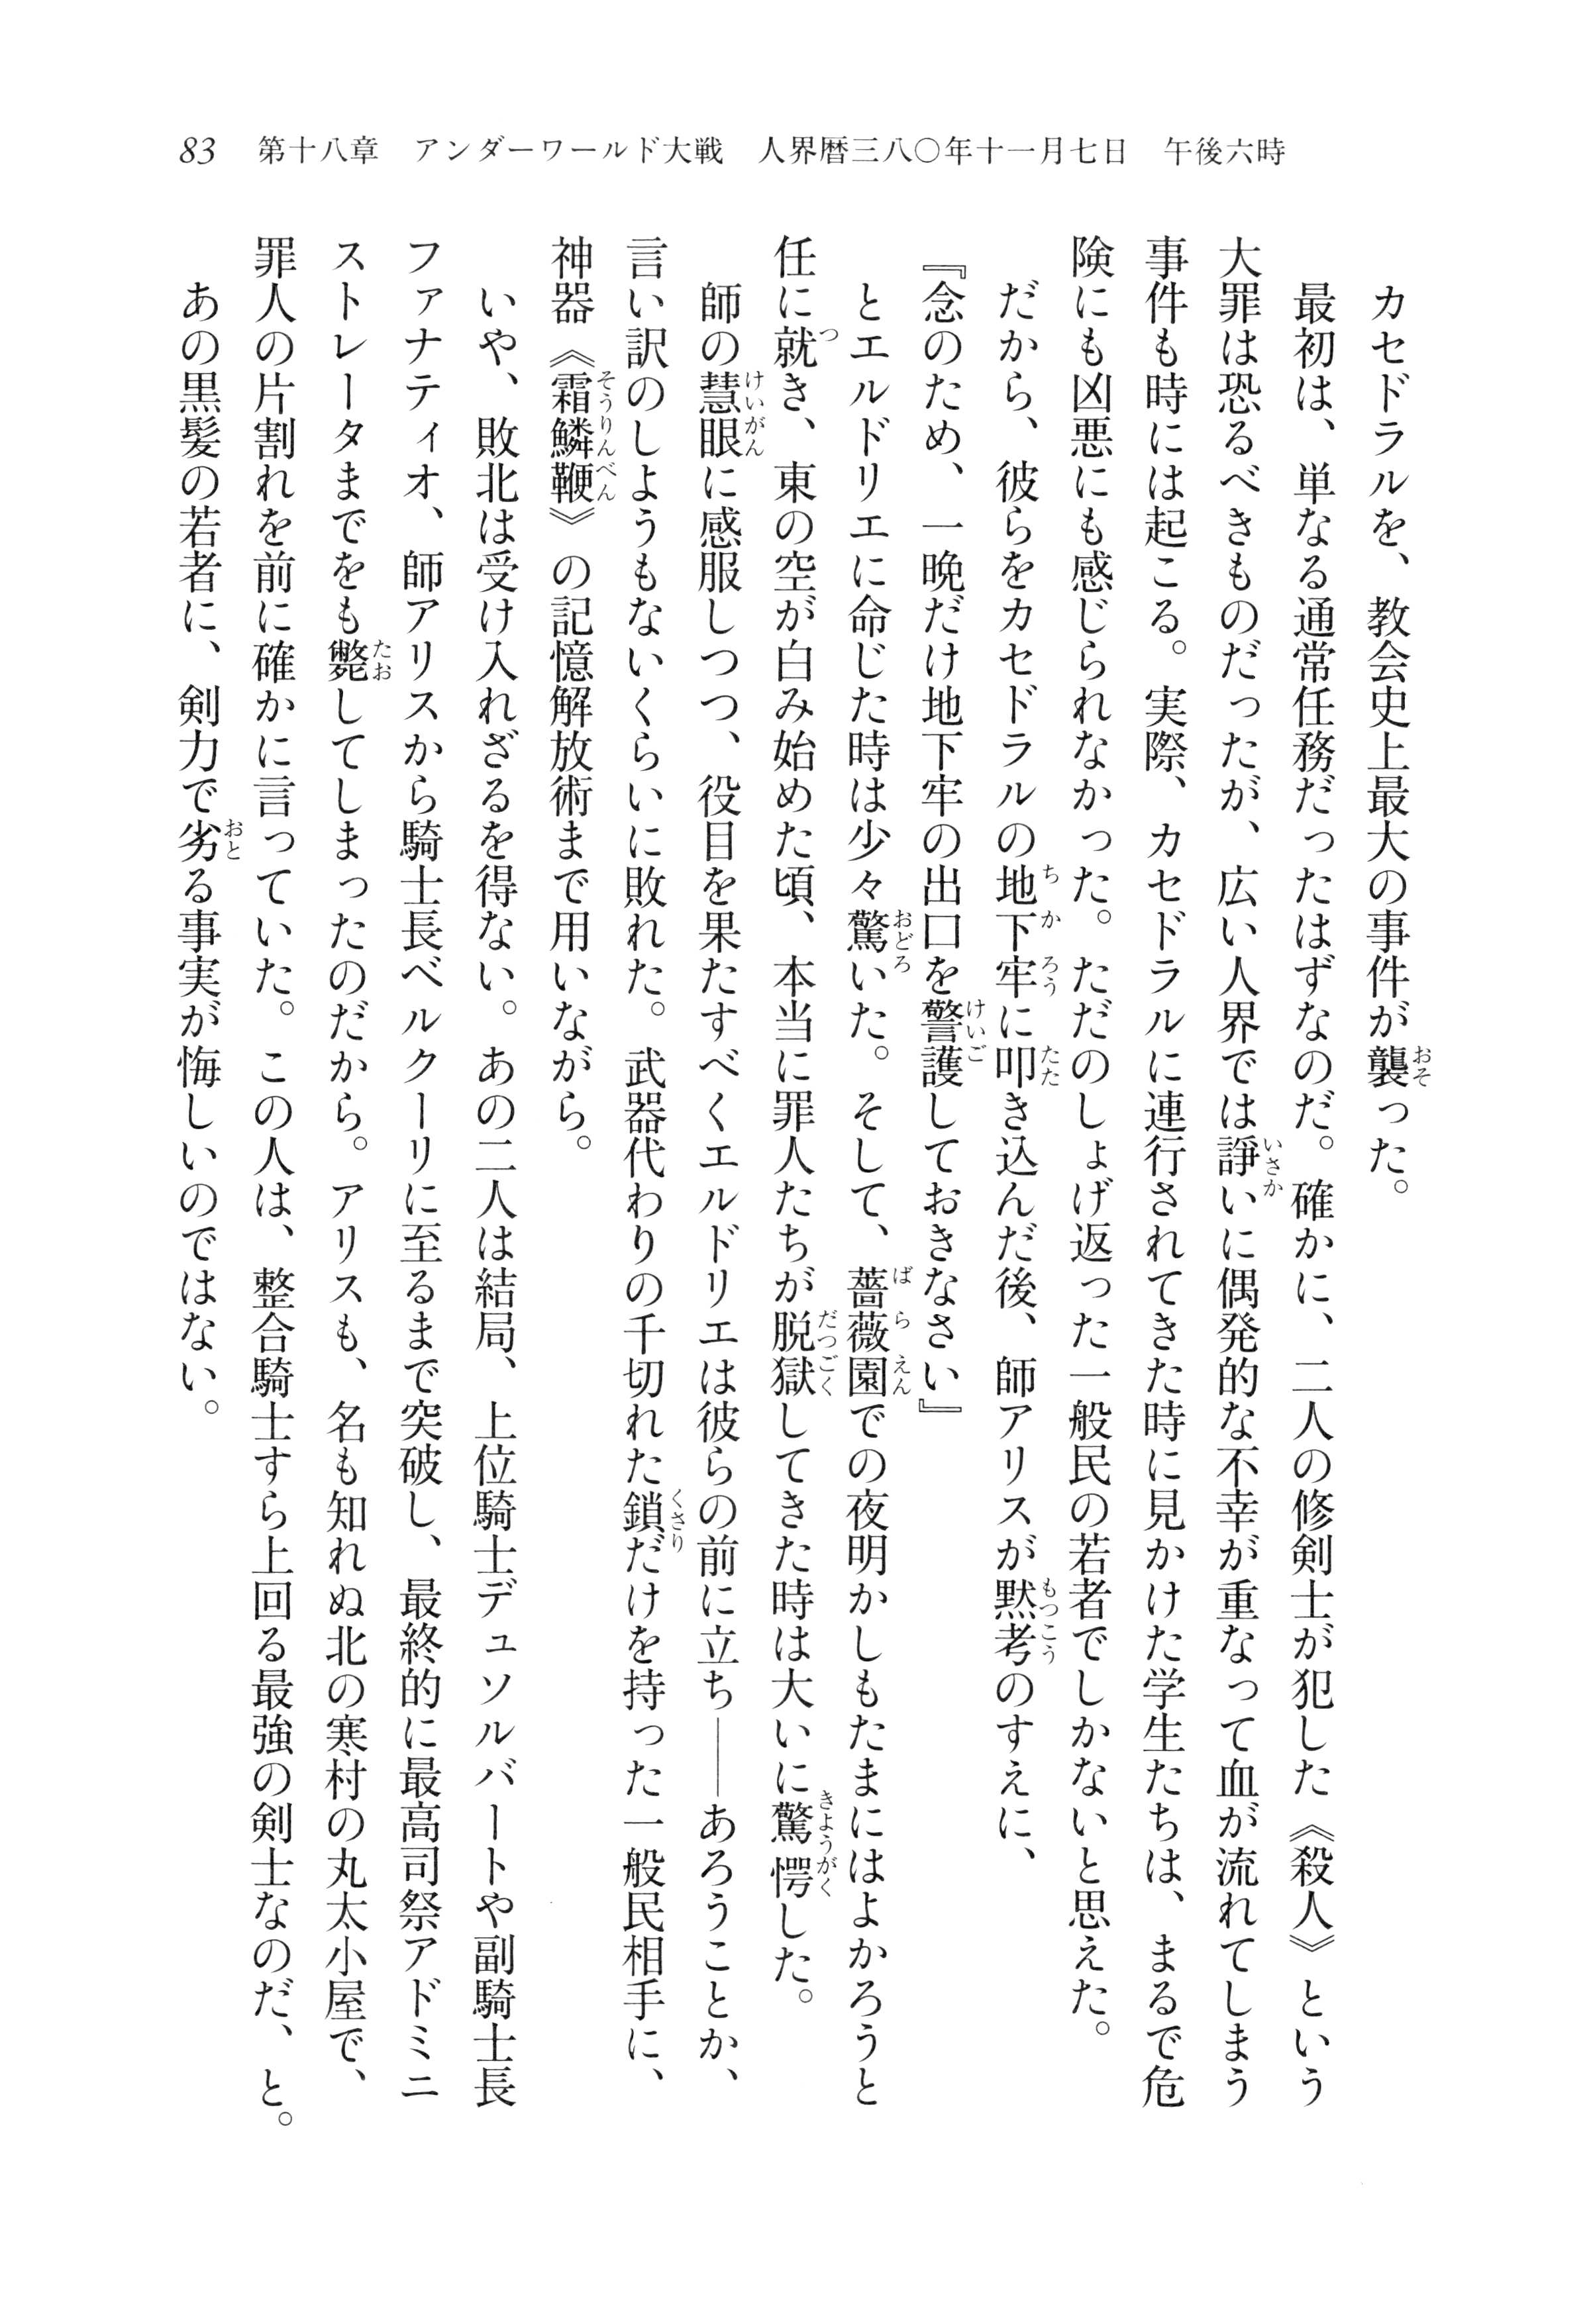 83　第十八章　アンダーワールド大戦　人界暦三八〇年十一月七日　午後六時
　カセドラルを、教会史上最大の事件が襲った。
　最初は、単なる通常任務だったはずなのだ。確かに、二人の修剣士が犯した《殺人》という
大罪は恐るべきものだったが、広い人界では諍いに偶発的な不幸が重なって血が流れてしまう
事件も時には起こる。実際、カセドラルに連行されてきた時に見かけた学生たちは、まるで危
険にも凶悪にも感じられなかった。ただのしょげ返った一般民の若者でしかないと思えた。
　だから、彼らをカセドラルの地下牢に叩き込んだ後、師アリスが黙考のすえに、
『念のため、一晩だけ地下牢の出口を警護しておきなさい』
　とエルドリエに命じた時は少々驚いた。そして、薔薇園での夜明かしもたまにはよかろうと
任に就き、東の空が白み始めた頃、本当に罪人たちが脱獄してきた時は大いに驚愕した。
　師の慧眼に感服しつつ、役目を果たすべくエルドリエは彼らの前に立ち――あろうことか、
言い訳のしようもないくらいに敗れた。武器代わりの千切れた鎖だけを持った一般民相手に、
神器《霜鱗鞭》の記憶解放術まで用いながら。
　いや、敗北は受け入れざるを得ない。あの二人は結局、上位騎士デュソルバートや副騎士長
ファナティオ、師アリスから騎士長ベルクーリに至るまで突破し、最終的に最高司祭アドミニ
ストレータまでをも斃してしまったのだから。アリスも、名も知れぬ北の寒村の丸太小屋で、
罪人の片割れを前に確かに言っていた。この人は、整合騎士すら上回る最強の剣士なのだ、と。
　あの黒髪の若者に、剣力で劣る事実が悔しいのではない。